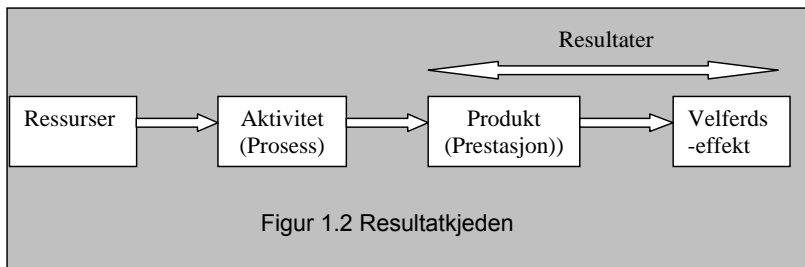 Resultater
Ressurser
Aktivitet
(Prosess)
Produkt
(Prestasjon))
Velferds
-effekt
Figur 1.2 Resultatkjeden